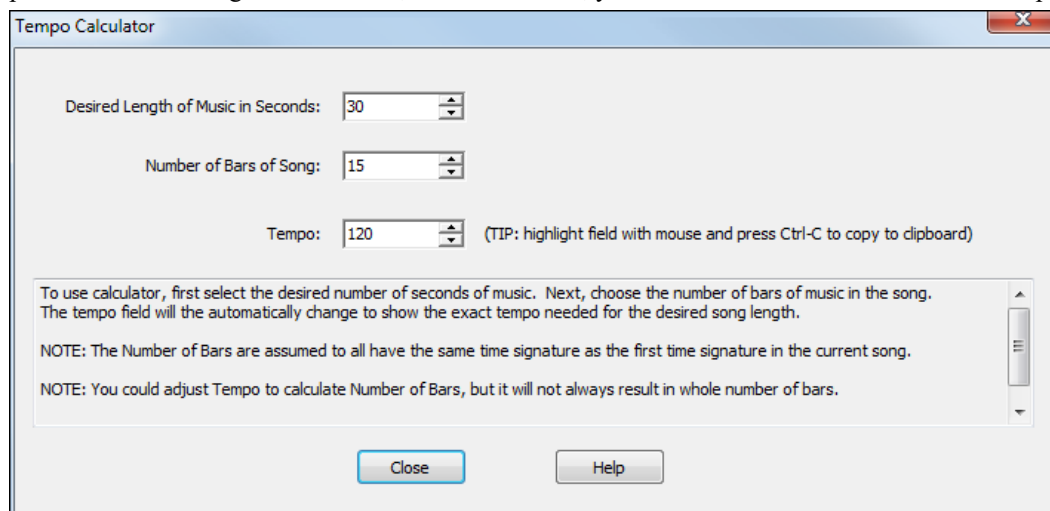 Tempo Calculator
X
Desired Length of Music in Seconds: 30
Number of Bars of Song: 15
Tempo: 120 (TIP: highlight field with mouse and press Ctrl-C to copy to clipboard)
To use calculator, first select the desired number of seconds of music. Next, choose the number of bars of music in the song.
The tempo field will the automatically change to show the exact tempo needed for the desired song length.
NOTE: The Number of Bars are assumed to all have the same time signature as the first time signature in the current song.
NOTE: You could adjust Tempo to calculate Number of Bars, but it will not always result in whole number of bars.
Close Help